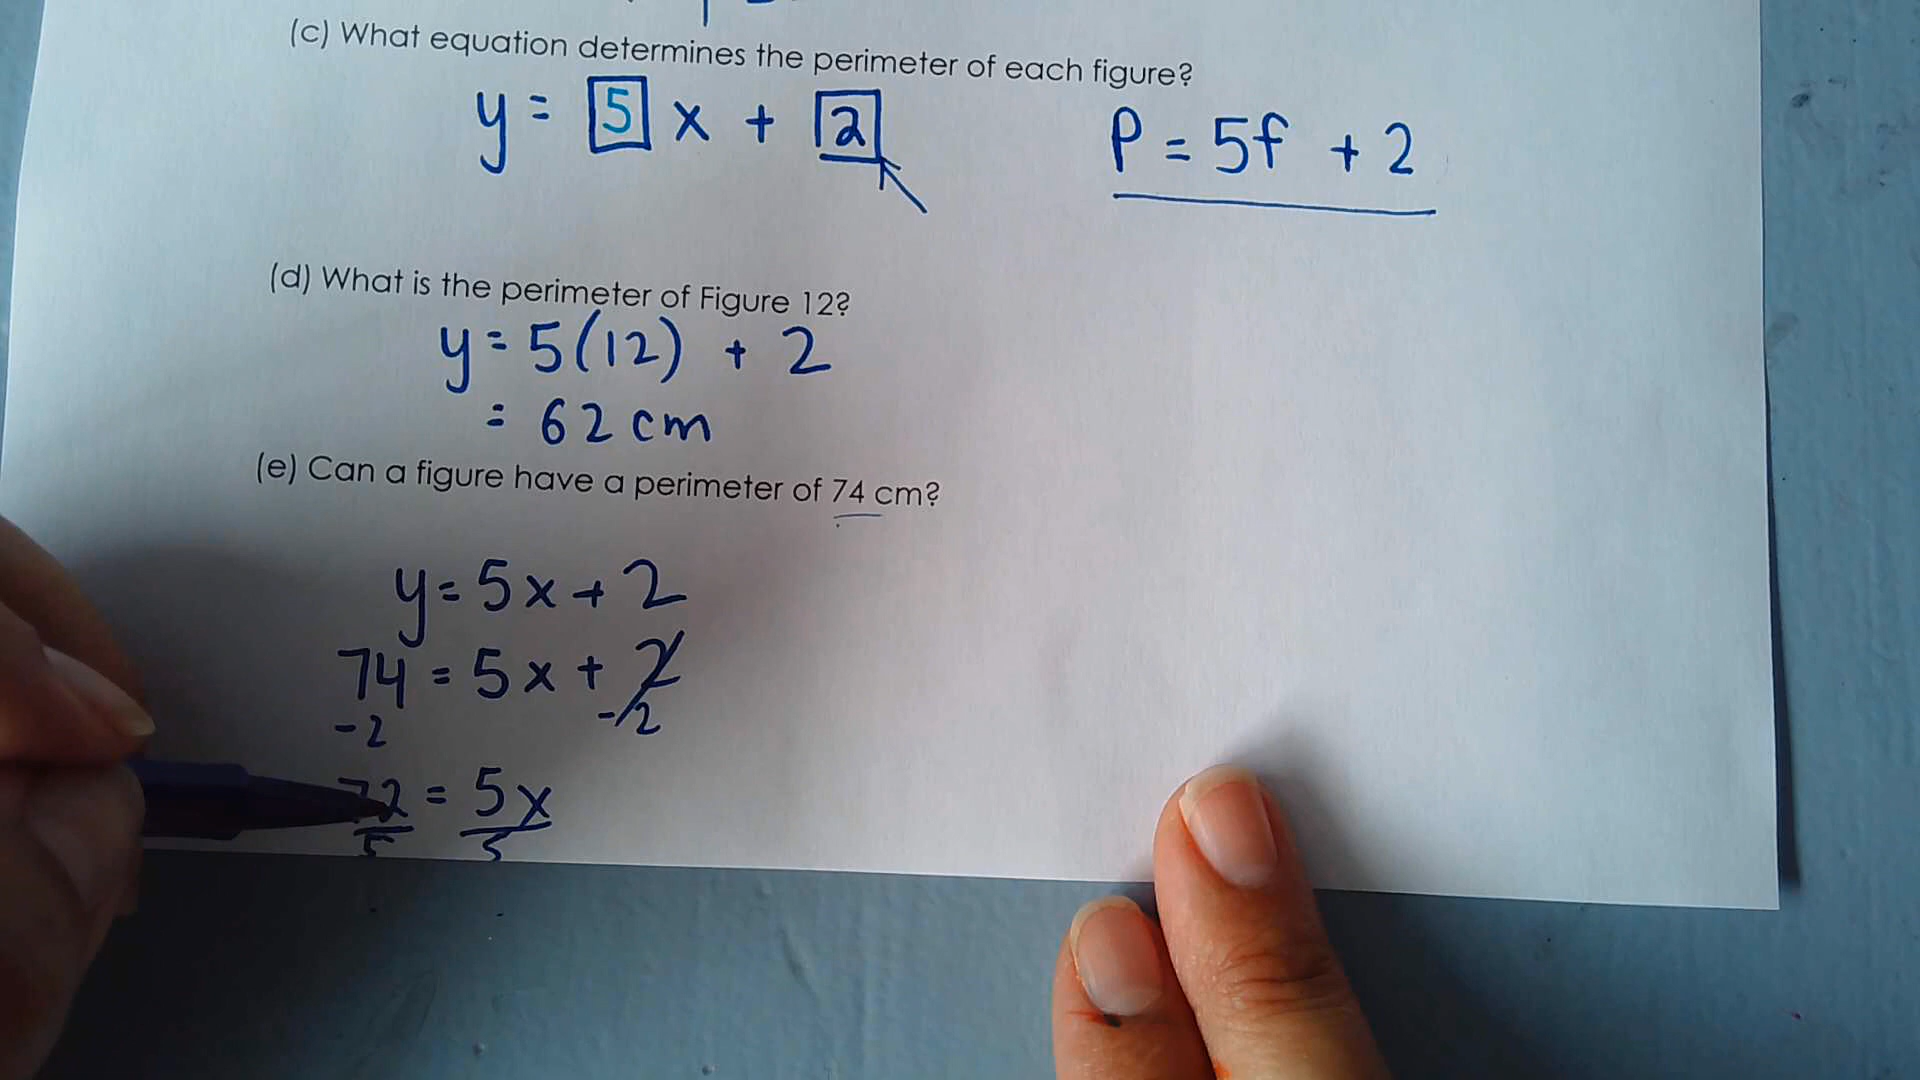 (c) What equation determines the perimeter of each figure?
y = 5 x + 2
P = 5f + 2
(d) What is the perimeter of Figure 12?
y = 5(12) + 2
= 62 cm
(e) Can a figure have a perimeter of 74 cm?
y = 5x + 2
74 = 5x + 2
-2 -2
72 = 5x
5 5